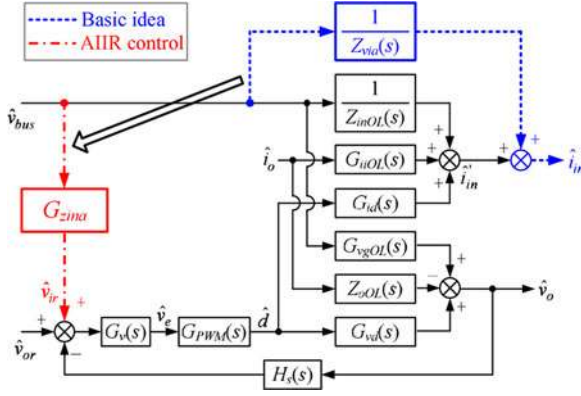 Basic idea
AIIR control
1
Z_via(s)
v̂_bus
1
Z_inOL(s)
î_o
G_iiOL(s)
î'_in
î_in
G_zina
G_id(s)
G_vgOL(s)
v̂_ir
Z_oOL(s)
v̂_o
v̂_or
G_v(s)
v̂_e
G_PWM(s)
d̂
G_vd(s)
H_s(s)